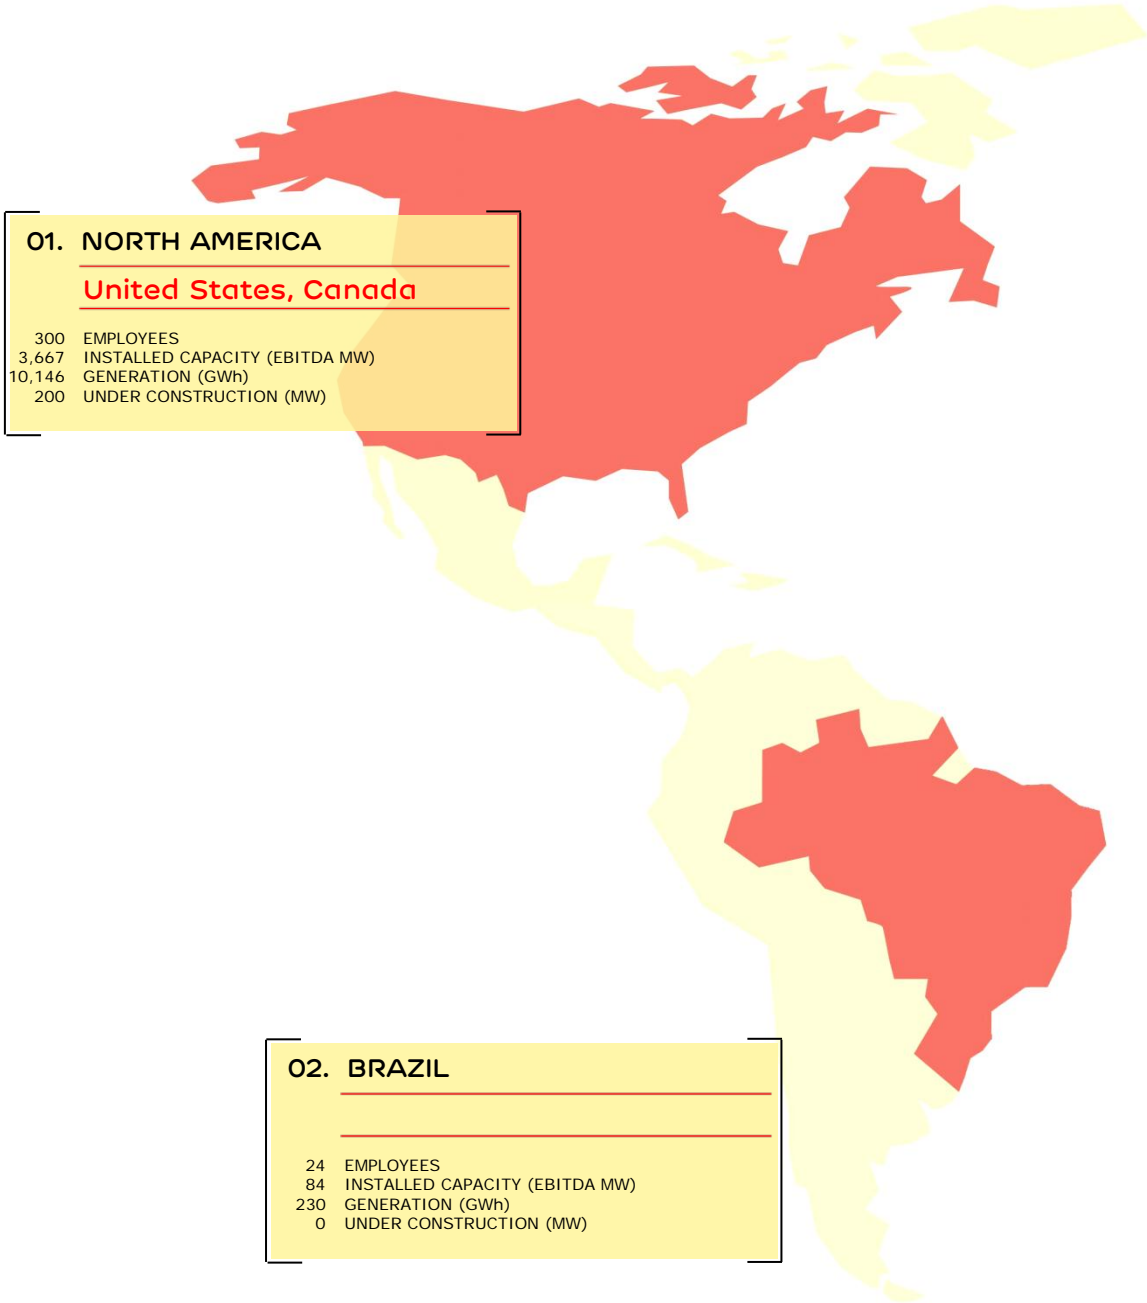 01. NORTH AMERICA
United States, Canada
300 EMPLOYEES
3,667 INSTALLED CAPACITY (EBITDA MW)
10,146 GENERATION (GWh)
200 UNDER CONSTRUCTION (MW)
02. BRAZIL
24 EMPLOYEES
84 INSTALLED CAPACITY (EBITDA MW)
230 GENERATION (GWh)
0 UNDER CONSTRUCTION (MW)